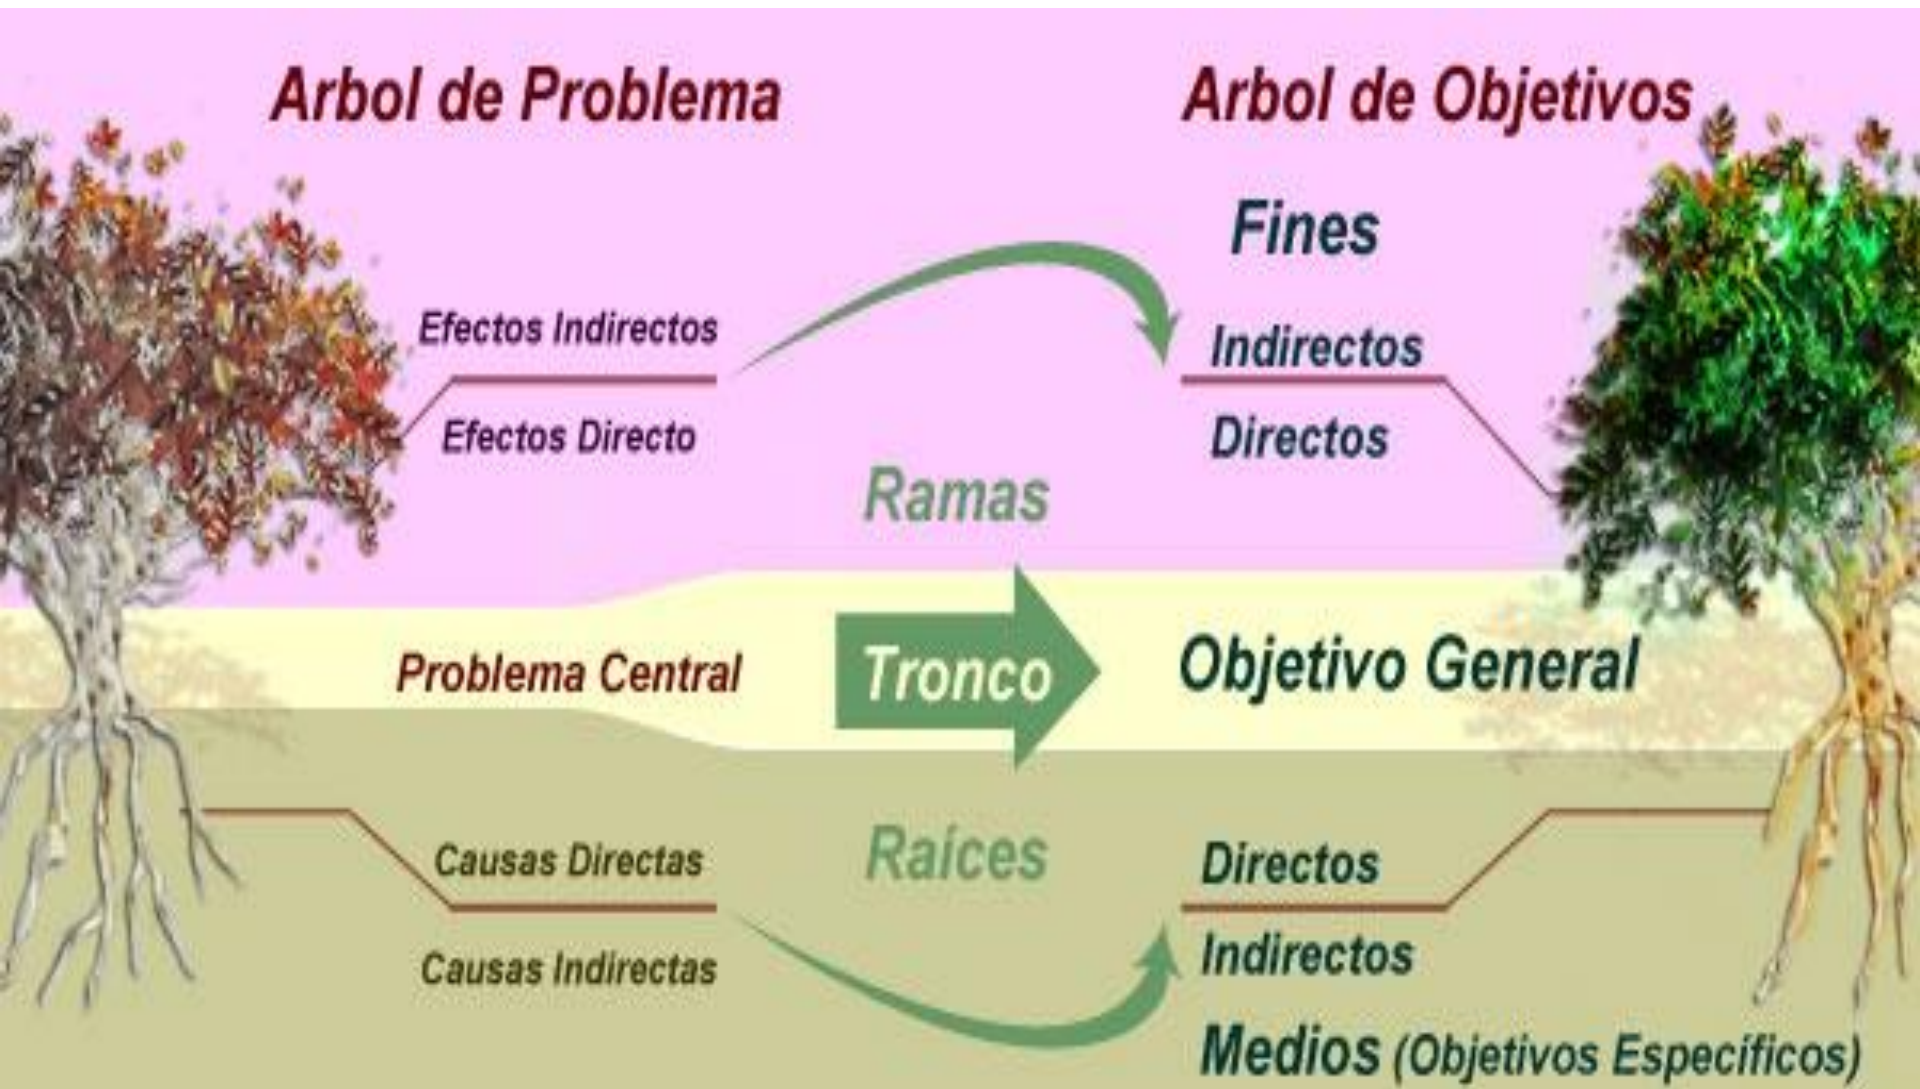 Arbol de Problema
Arbol de Objetivos
Fines
Efectos Indirectos
Indirectos
Efectos Directo
Directos
Ramas
Problema Central
Tronco
Objetivo General
Causas Directas
Raíces
Directos
Causas Indirectas
Indirectos
Medios (Objetivos Específicos)